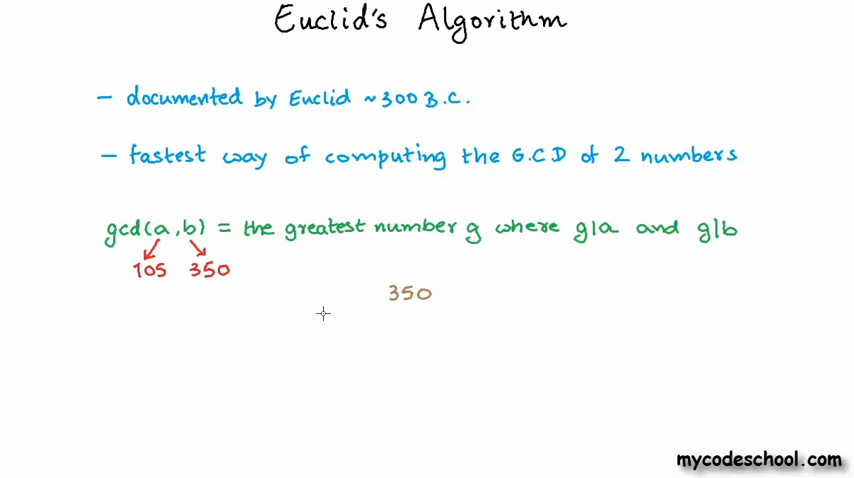 Euclid's Algorithm
- documented by Euclid ~300 B.C.
- fastest way of computing the G.C.D of 2 numbers
gcd(a,b) = the greatest number g where g|a and g|b
105 350
350
mycodeschool.com